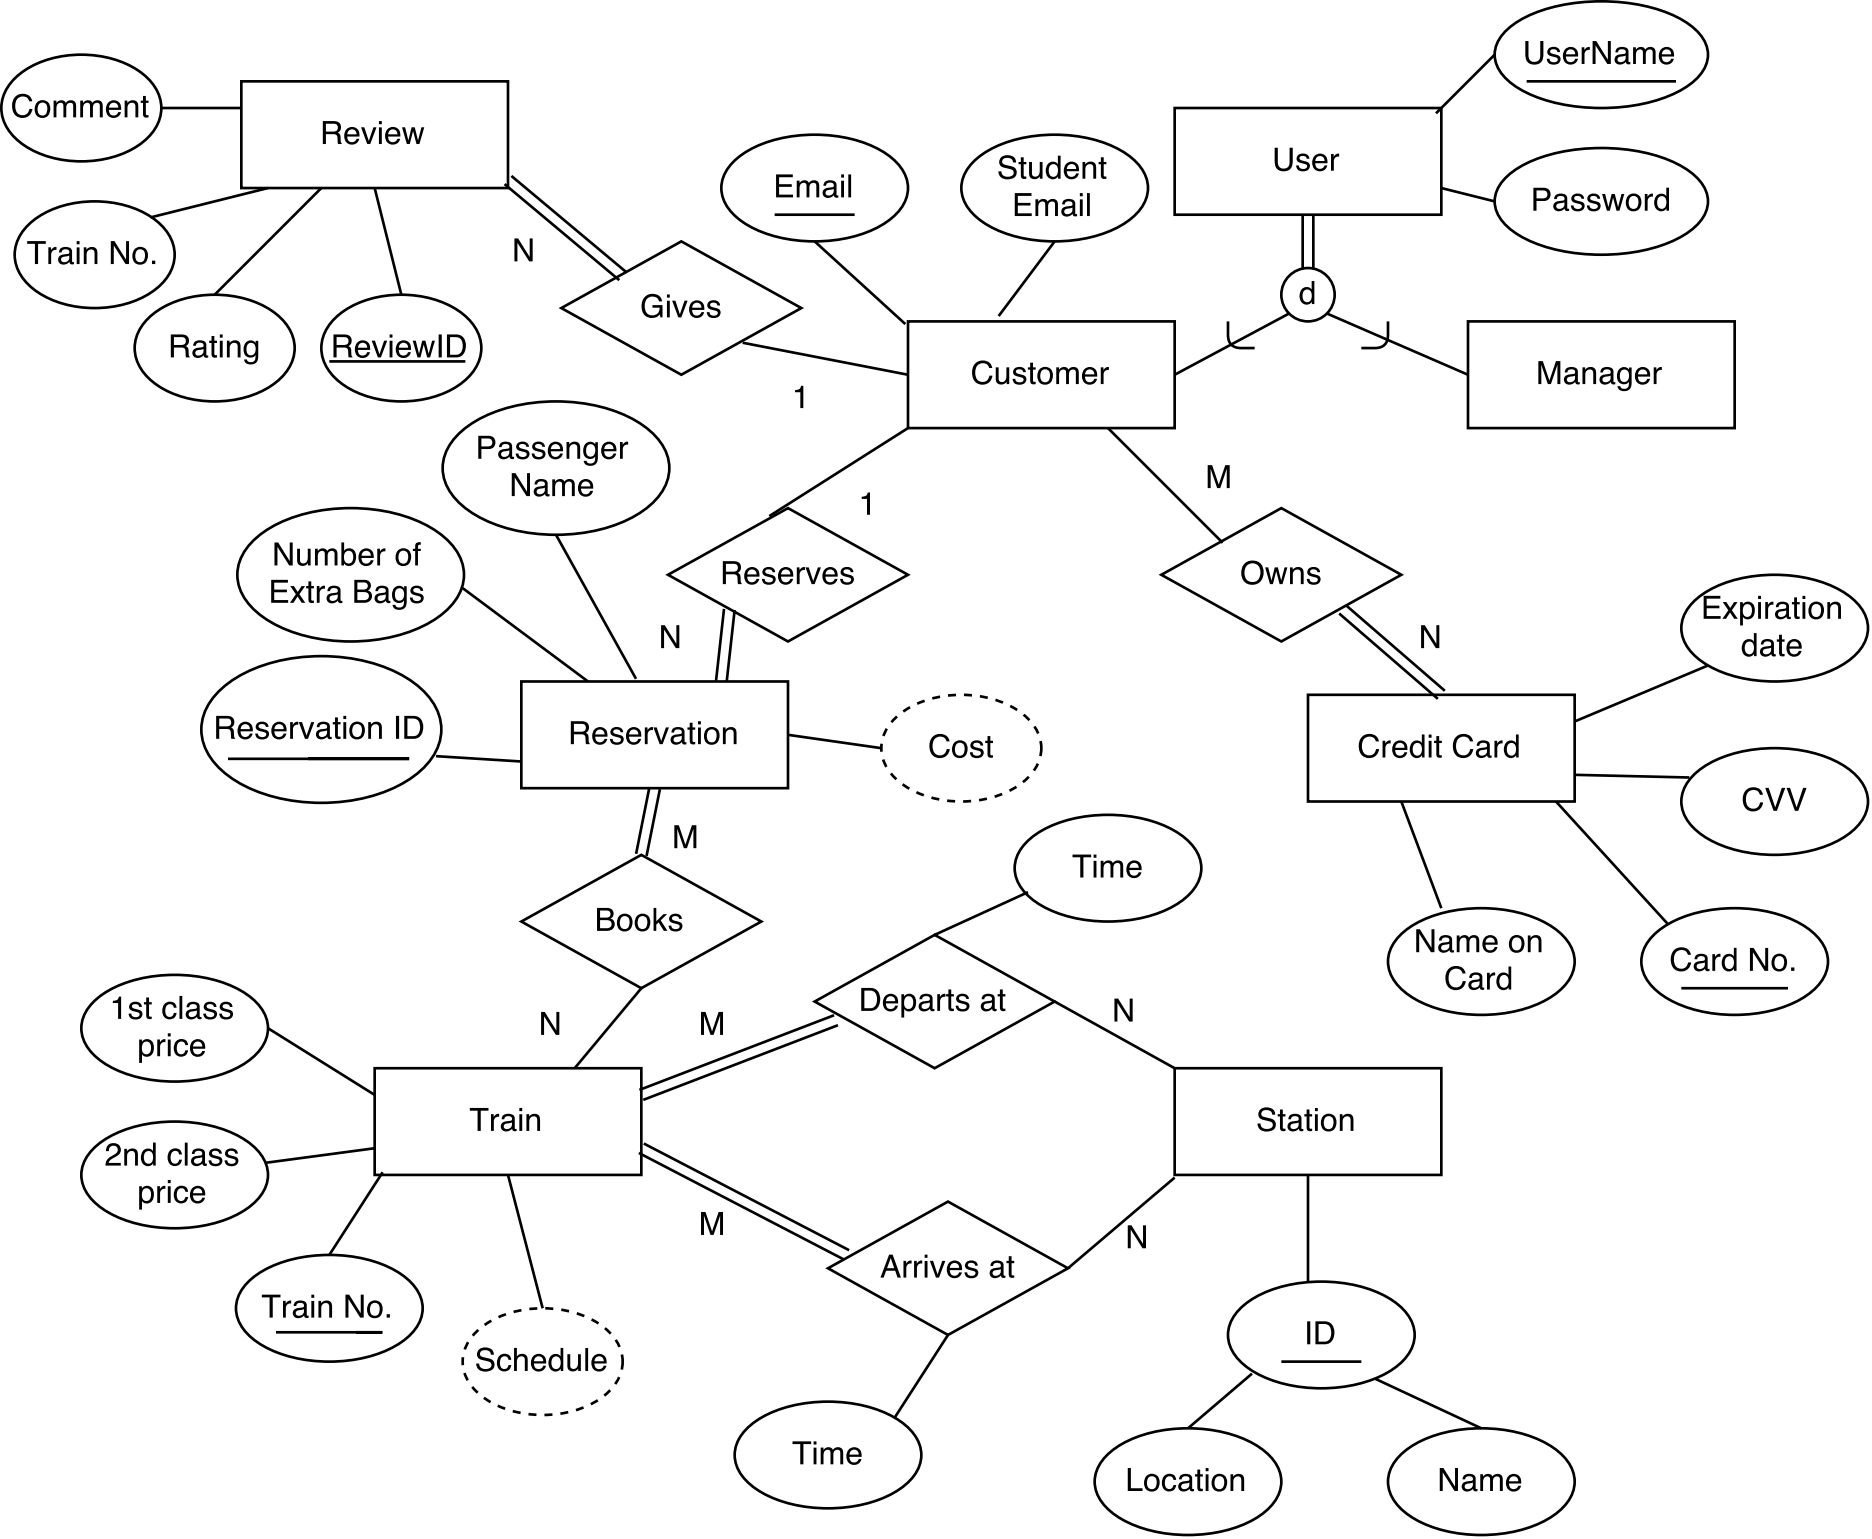 UserName
Comment
Review
User
Email
Student
Email
Password
Train No.
N
Gives
d
Rating
ReviewID
1
Customer
Manager
Passenger
Name
M
1
Number of
Extra Bags
Reserves
Owns
Expiration
date
N
N
Reservation ID
Reservation
Cost
Credit Card
CVV
M
Time
Books
Name on
Card
Card No.
1st class
price
N
M
Departs at
N
Train
Station
2nd class
price
M
N
Arrives at
Train No.
Schedule
ID
Time
Location
Name